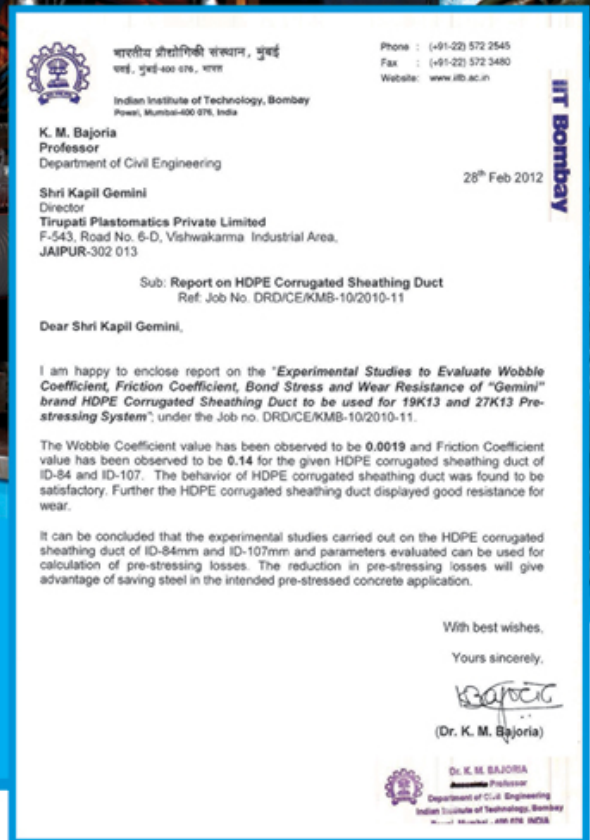 भारतीय प्रौद्योगिकी संस्थान, मुंबई
पवई, मुंबई-400 076, भारत
Indian Institute of Technology, Bombay
Powai, Mumbai-400 076, India
Phone : (+91-22) 572 2545
Fax : (+91-22) 572 3480
Website: www.iitb.ac.in
IIT Bombay
K. M. Bajoria
Professor
Department of Civil Engineering
28th Feb 2012
Shri Kapil Gemini
Director
Tirupati Plastomatics Private Limited
F-543, Road No. 6-D, Vishwakarma Industrial Area,
JAIPUR-302 013
Sub: Report on HDPE Corrugated Sheathing Duct
Ref: Job No. DRD/CE/KMB-10/2010-11
Dear Shri Kapil Gemini,
I am happy to enclose report on the "Experimental Studies to Evaluate Wobble
Coefficient, Friction Coefficient, Bond Stress and Wear Resistance of "Gemini"
brand HDPE Corrugated Sheathing Duct to be used for 19K13 and 27K13 Pre-
stressing System"; under the Job no. DRD/CE/KMB-10/2010-11.
The Wobble Coefficient value has been observed to be 0.0019 and Friction Coefficient
value has been observed to be 0.14 for the given HDPE corrugated sheathing duct of
ID-84 and ID-107. The behavior of HDPE corrugated sheathing duct was found to be
satisfactory. Further the HDPE corrugated sheathing duct displayed good resistance for
wear.
It can be concluded that the experimental studies carried out on the HDPE corrugated
sheathing duct of ID-84mm and ID-107mm and parameters evaluated can be used for
calculation of pre-stressing losses. The reduction in pre-stressing losses will give
advantage of saving steel in the intended pre-stressed concrete application.
With best wishes,
Yours sincerely,
KBajoria
(Dr. K. M. Bajoria)
Dr. K. M. BAJORIA
Professor
Department of Civil Engineering
Indian Institute of Technology, Bombay
Mumbai - 400 076, INDIA